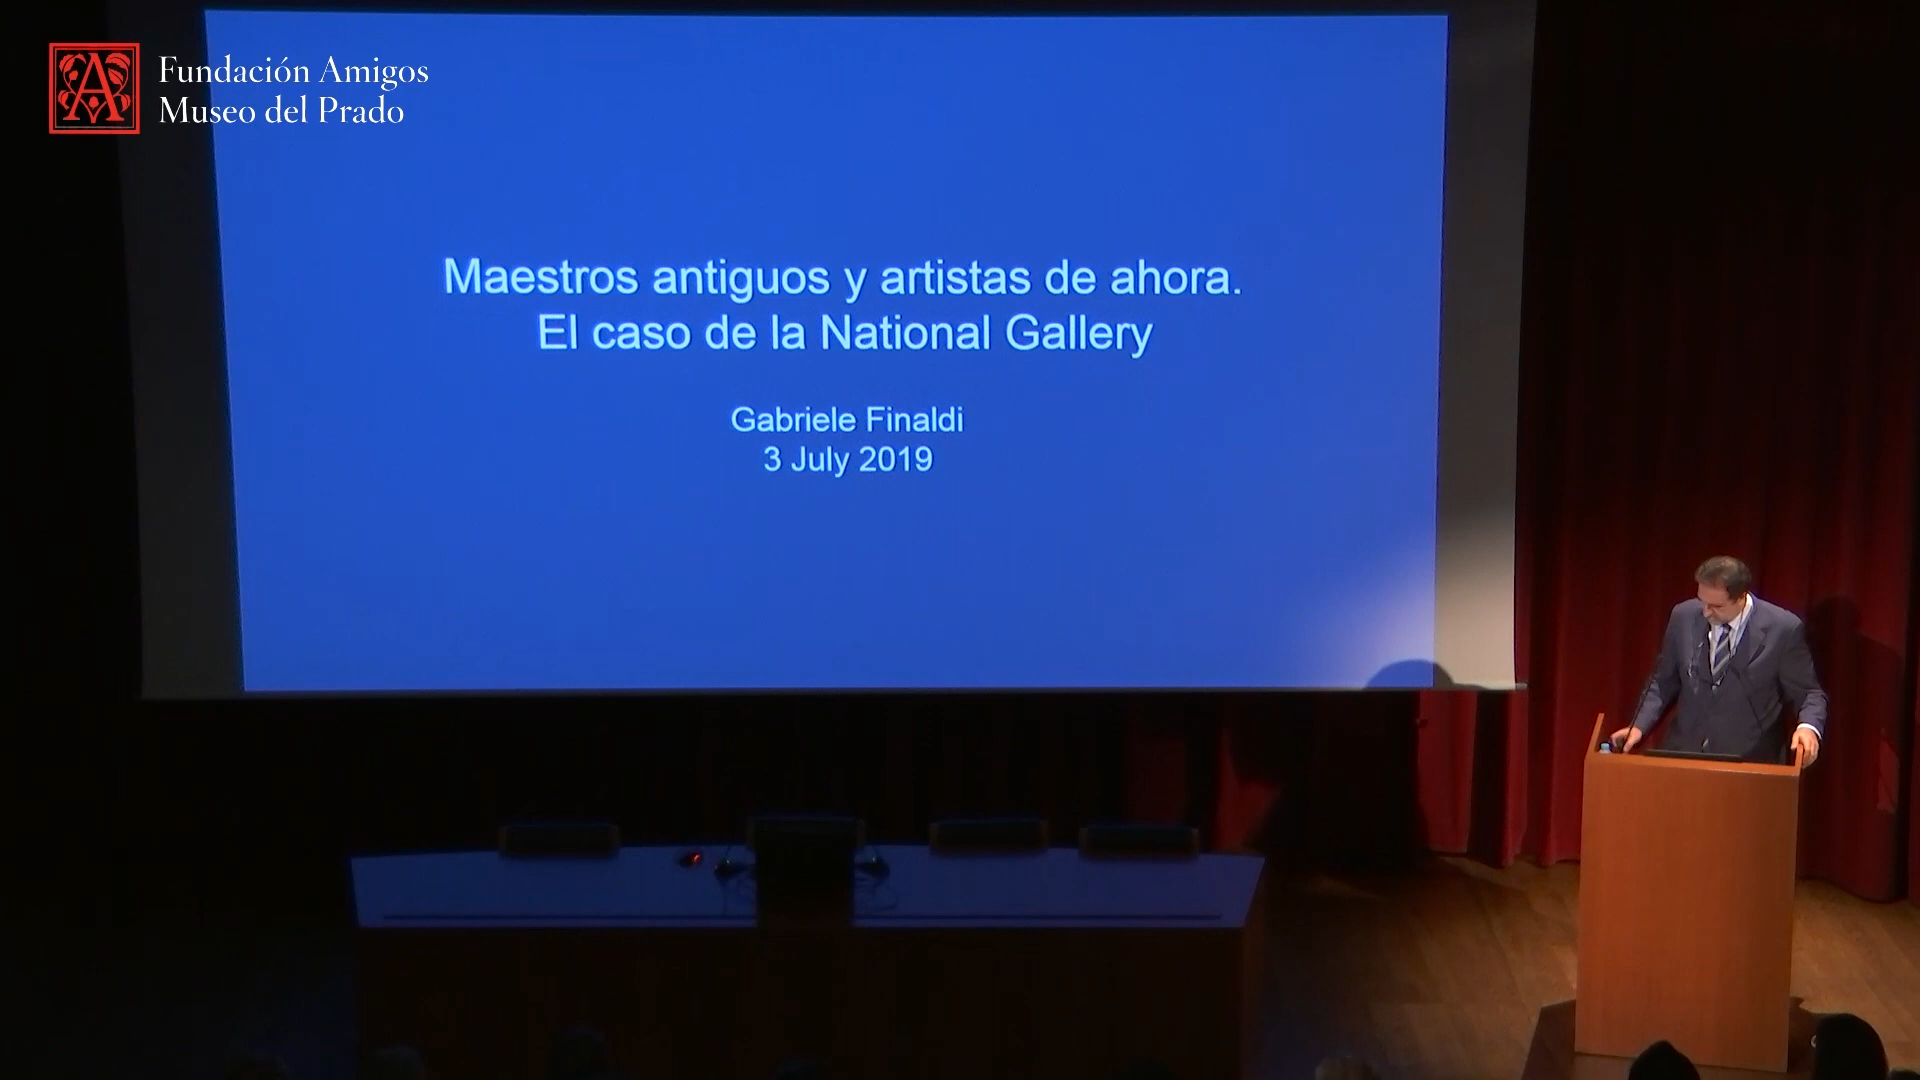 Fundación Amigos
Museo del Prado
Maestros antiguos y artistas de ahora.
El caso de la National Gallery
Gabriele Finaldi
3 July 2019